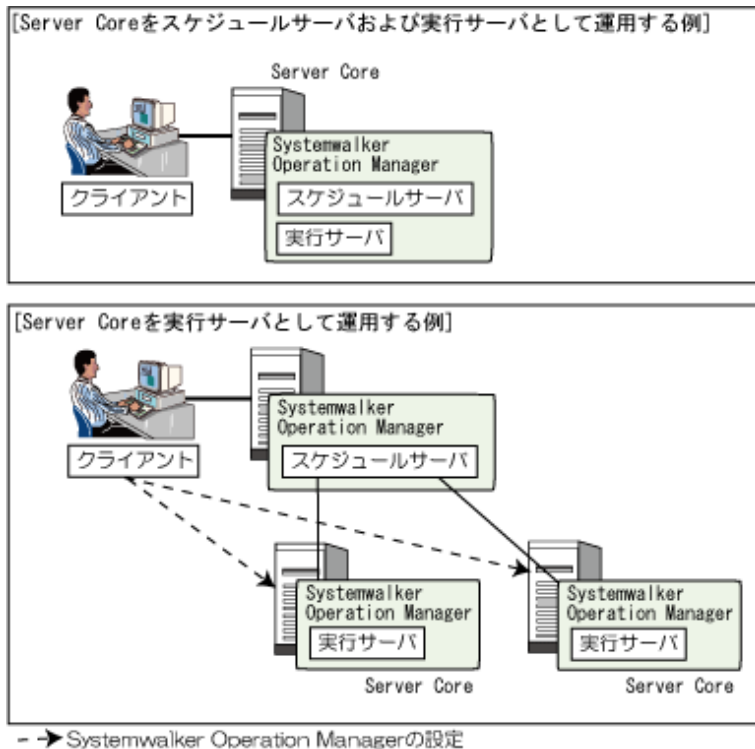 [Server Coreをスケジュールサーバおよび実行サーバとして運用する例]
Server Core
Systemwalker
Operation Manager
クライアント
スケジュールサーバ
実行サーバ
[Server Coreを実行サーバとして運用する例]
Systemwalker
Operation Manager
クライアント
スケジュールサーバ
Systemwalker
Operation Manager
実行サーバ
Server Core
Systemwalker
Operation Manager
実行サーバ
Server Core
Systemwalker Operation Managerの設定